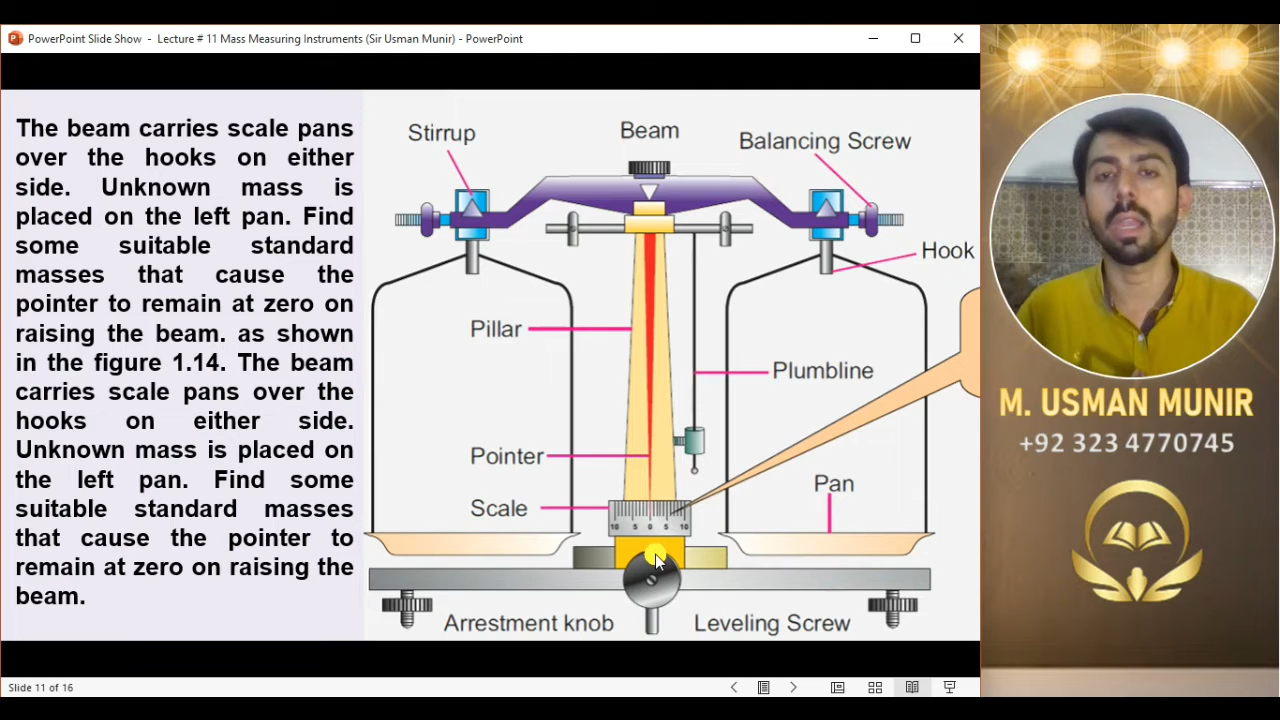 PowerPoint Slide Show - Lecture # 11 Mass Measuring Instruments (Sir Usman Munir) - PowerPoint
The beam carries scale pans
over the hooks on either
side. Unknown mass is
placed on the left pan. Find
some suitable standard
masses that cause the
pointer to remain at zero on
raising the beam. as shown
in the figure 1.14. The beam
carries scale pans over the
hooks on either side.
Unknown mass is placed on
the left pan. Find some
suitable standard masses
that cause the pointer to
remain at zero on raising the
beam.
Stirrup
Beam
Balancing Screw
Hook
Pillar
Plumbline
Pointer
Pan
Scale
10 5 0 5 10
Arrestment knob
Leveling Screw
M. USMAN MUNIR
+92 323 4770745
Slide 11 of 16